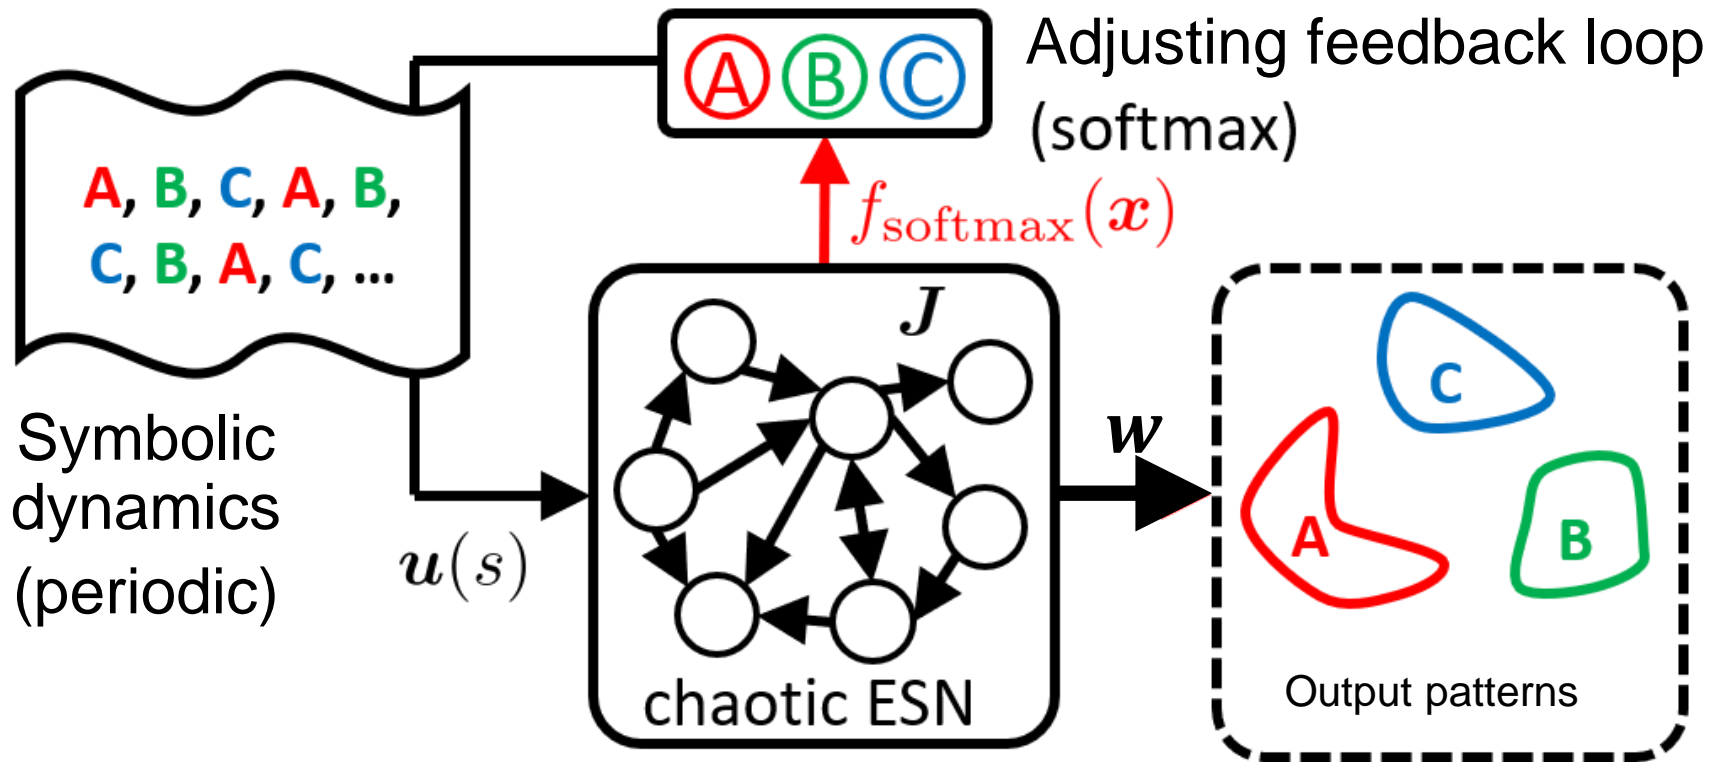 A B C
Adjusting feedback loop
(softmax)
A, B, C, A, B,
C, B, A, C, ...
f_softmax(x)
Symbolic
dynamics
(periodic)
u(s)
J
chaotic ESN
w
C
A
B
Output patterns